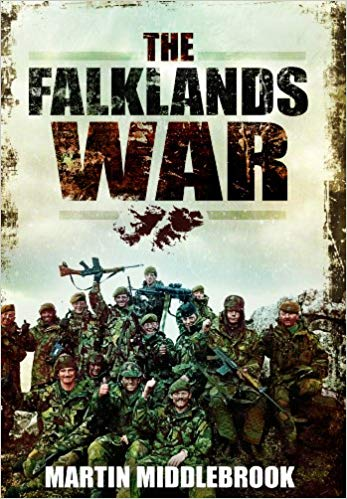 THE
FALKLANDS
WAR
MARTIN MIDDLEBROOK